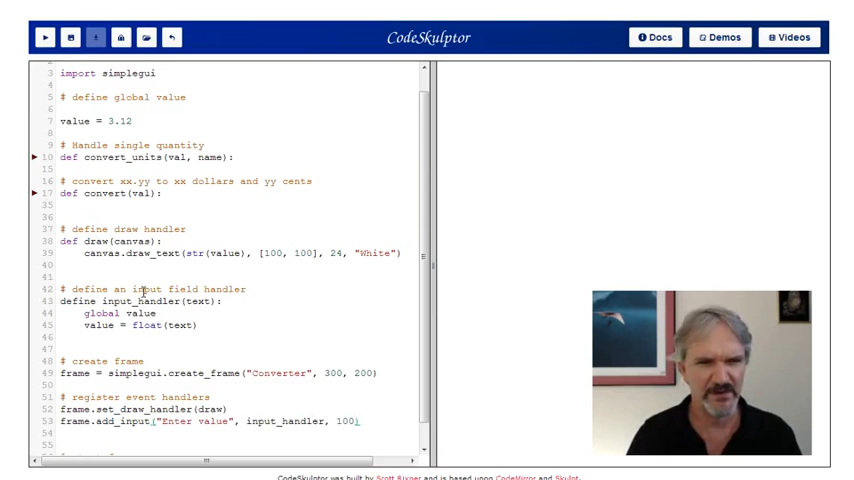 CodeSkulptor
Docs
Demos
Videos
3 import simplegui
4
5 # define global value
6
7 value = 3.12
8
9 # Handle single quantity
10 def convert_units(val, name):
15
16 # convert xx.yy to xx dollars and yy cents
17 def convert(val):
35
36
37 # define draw handler
38 def draw(canvas):
39 canvas.draw_text(str(value), [100, 100], 24, "White")
40
41
42 # define an input field handler
43 define input_handler(text):
44 global value
45 value = float(text)
46
47
48 # create frame
49 frame = simplegui.create_frame("Converter", 300, 200)
50
51 # register event handlers
52 frame.set_draw_handler(draw)
53 frame.add_input("Enter value", input_handler, 100)
54
55
CodeSkulptor was built by Scott Rixner and is based upon CodeMirror and Skulpt.